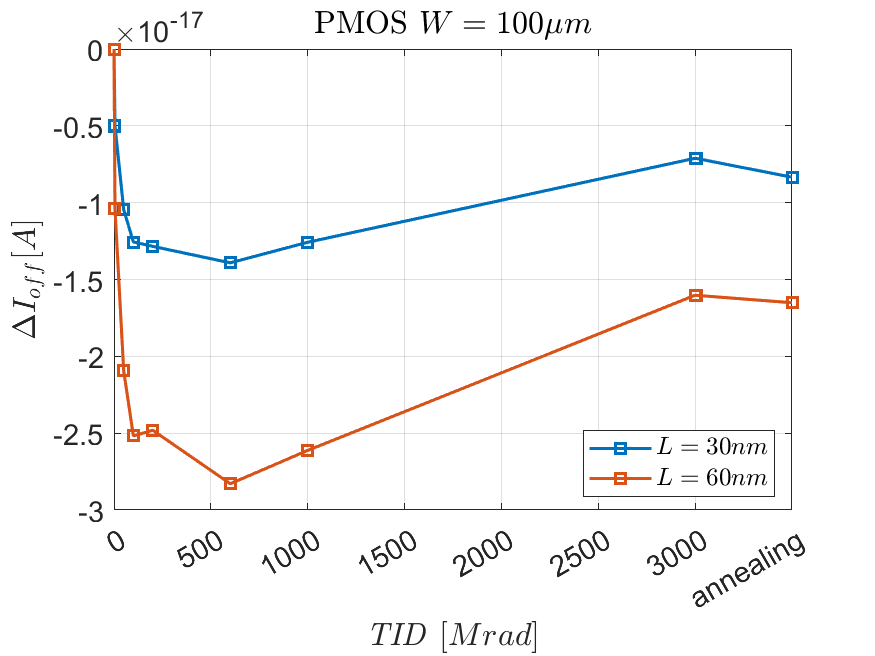 PMOS W = 100μm
×10-17
0
-0.5
-1
-1.5
-2
-2.5
-3
ΔIoff[A]
0
500
1000
1500
2000
2500
3000
annealing
TID [Mrad]
L = 30nm
L = 60nm